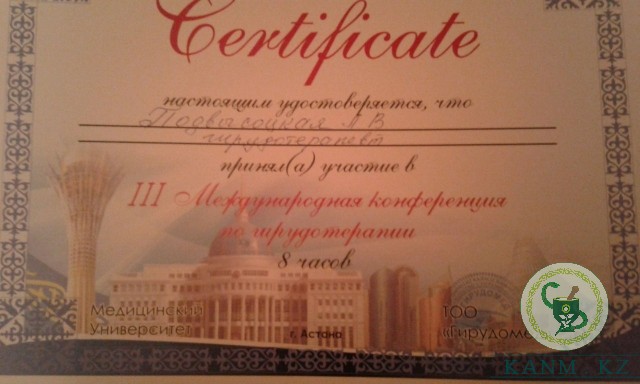 Certificate
настоящим удостоверяется, что
Подвысоцкая Л В
гирудотерапевт
принял(а) участие в
III Международная конференция
по гирудотерапии
8 часов
Медицинский
Университет
г. Астана
ТОО
KANM KZ